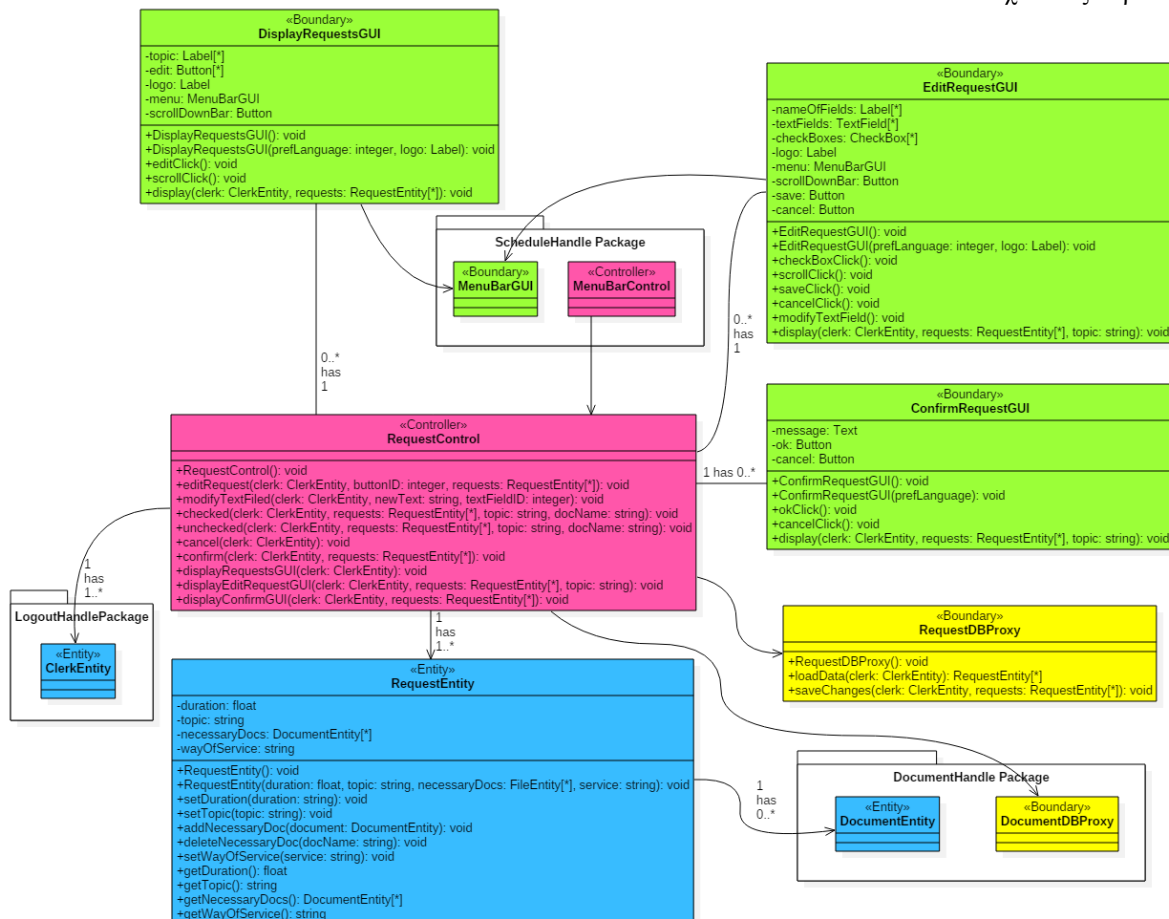 «Boundary»
DisplayRequestsGUI
-topic: Label[*]
-edit: Button[*]
-logo: Label
-menu: MenuBarGUI
-scrollDownBar: Button
+DisplayRequestsGUI(): void
+DisplayRequestsGUI(prefLanguage: integer, logo: Label): void
+editClick(): void
+scrollClick(): void
+display(clerk: ClerkEntity, requests: RequestEntity[*]): void
«Boundary»
EditRequestGUI
-nameOfFields: Label[*]
-textFields: TextField[*]
-checkBoxes: CheckBox[*]
-logo: Label
-menu: MenuBarGUI
-scrollDownBar: Button
-save: Button
-cancel: Button
+EditRequestGUI(): void
+EditRequestGUI(prefLanguage: integer, logo: Label): void
+checkBoxClick(): void
+scrollClick(): void
+saveClick(): void
+cancelClick(): void
+modifyTextField(): void
+display(clerk: ClerkEntity, requests: RequestEntity[*], topic: string): void
ScheduleHandle Package
«Boundary»
MenuBarGUI
«Controller»
MenuBarControl
0..*
has
1
0..*
has
1
«Boundary»
ConfirmRequestGUI
-message: Text
-ok: Button
-cancel: Button
+ConfirmRequestGUI(): void
+ConfirmRequestGUI(prefLanguage): void
+okClick(): void
+cancelClick(): void
+display(clerk: ClerkEntity, requests: RequestEntity[*], topic: string): void
«Controller»
RequestControl
+RequestControl(): void
+editRequest(clerk: ClerkEntity, buttonID: integer, requests: RequestEntity[*]): void
+modifyTextFiled(clerk: ClerkEntity, newText: string, textFieldID: integer): void
+checked(clerk: ClerkEntity, requests: RequestEntity[*], topic: string, docName: string): void
+unchecked(clerk: ClerkEntity, requests: RequestEntity[*], topic: string, docName: string): void
+cancel(clerk: ClerkEntity): void
+confirm(clerk: ClerkEntity, requests: RequestEntity[*]): void
+displayRequestsGUI(clerk: ClerkEntity): void
+displayEditRequestGUI(clerk: ClerkEntity, requests: RequestEntity[*], topic: string): void
+displayConfirmGUI(clerk: ClerkEntity, requests: RequestEntity[*]): void
1 has 0..*
1
has
1..*
LogoutHandlePackage
«Entity»
ClerkEntity
1
has
1..*
«Boundary»
RequestDBProxy
+RequestDBProxy(): void
+loadData(clerk: ClerkEntity): RequestEntity[*]
+saveChanges(clerk: ClerkEntity, requests: RequestEntity[*]): void
«Entity»
RequestEntity
-duration: float
-topic: string
-necessaryDocs: DocumentEntity[*]
-wayOfService: string
+RequestEntity(): void
+RequestEntity(duration: float, topic: string, necessaryDocs: FileEntity[*], service: string): void
+setDuration(duration: string): void
+setTopic(topic: string): void
+addNecessaryDoc(document: DocumentEntity): void
+deleteNecessaryDoc(docName: string): void
+setWayOfService(service: string): void
+getDuration(): float
+getTopic(): string
+getNecessaryDocs(): DocumentEntity[*]
+getWayOfService(): string
1
has
0..*
DocumentHandle Package
«Entity»
DocumentEntity
«Boundary»
DocumentDBProxy